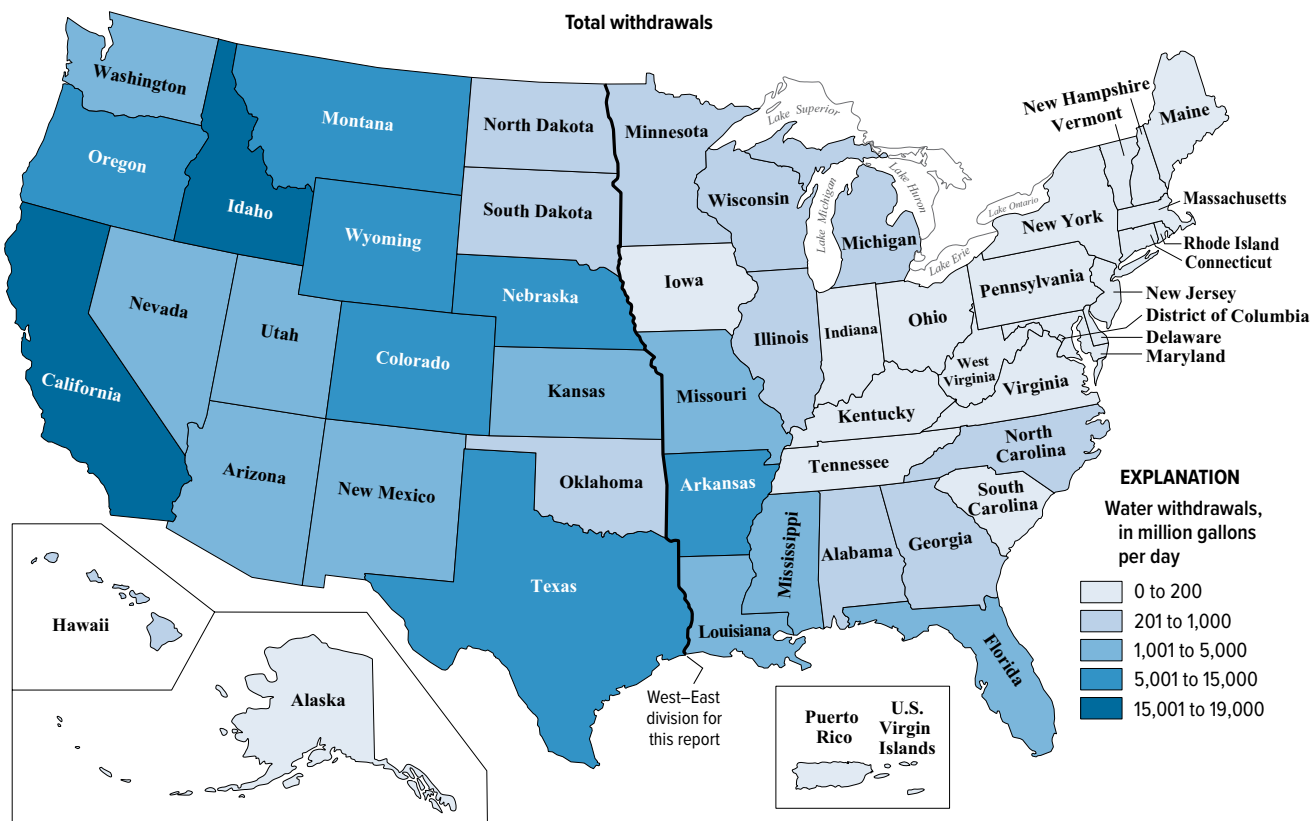 Total withdrawals
Washington
Oregon
California
Idaho
Nevada
Montana
Wyoming
Utah
Colorado
Arizona
New Mexico
North Dakota
South Dakota
Nebraska
Kansas
Oklahoma
Texas
Minnesota
Iowa
Missouri
Arkansas
Louisiana
Wisconsin
Illinois
Michigan
Indiana
Ohio
Kentucky
Tennessee
Mississippi
Alabama
Georgia
Florida
South
Carolina
North
Carolina
Virginia
West
Virginia
Pennsylvania
New York
Vermont
New Hampshire
Maine
Massachusetts
Rhode Island
Connecticut
New Jersey
District of Columbia
Delaware
Maryland
Lake Superior
Lake Michigan
Lake Huron
Lake Erie
Lake Ontario
Hawaii
Alaska
West–East
division for
this report
Puerto
Rico
U.S.
Virgin
Islands
EXPLANATION
Water withdrawals,
in million gallons
per day
0 to 200
201 to 1,000
1,001 to 5,000
5,001 to 15,000
15,001 to 19,000